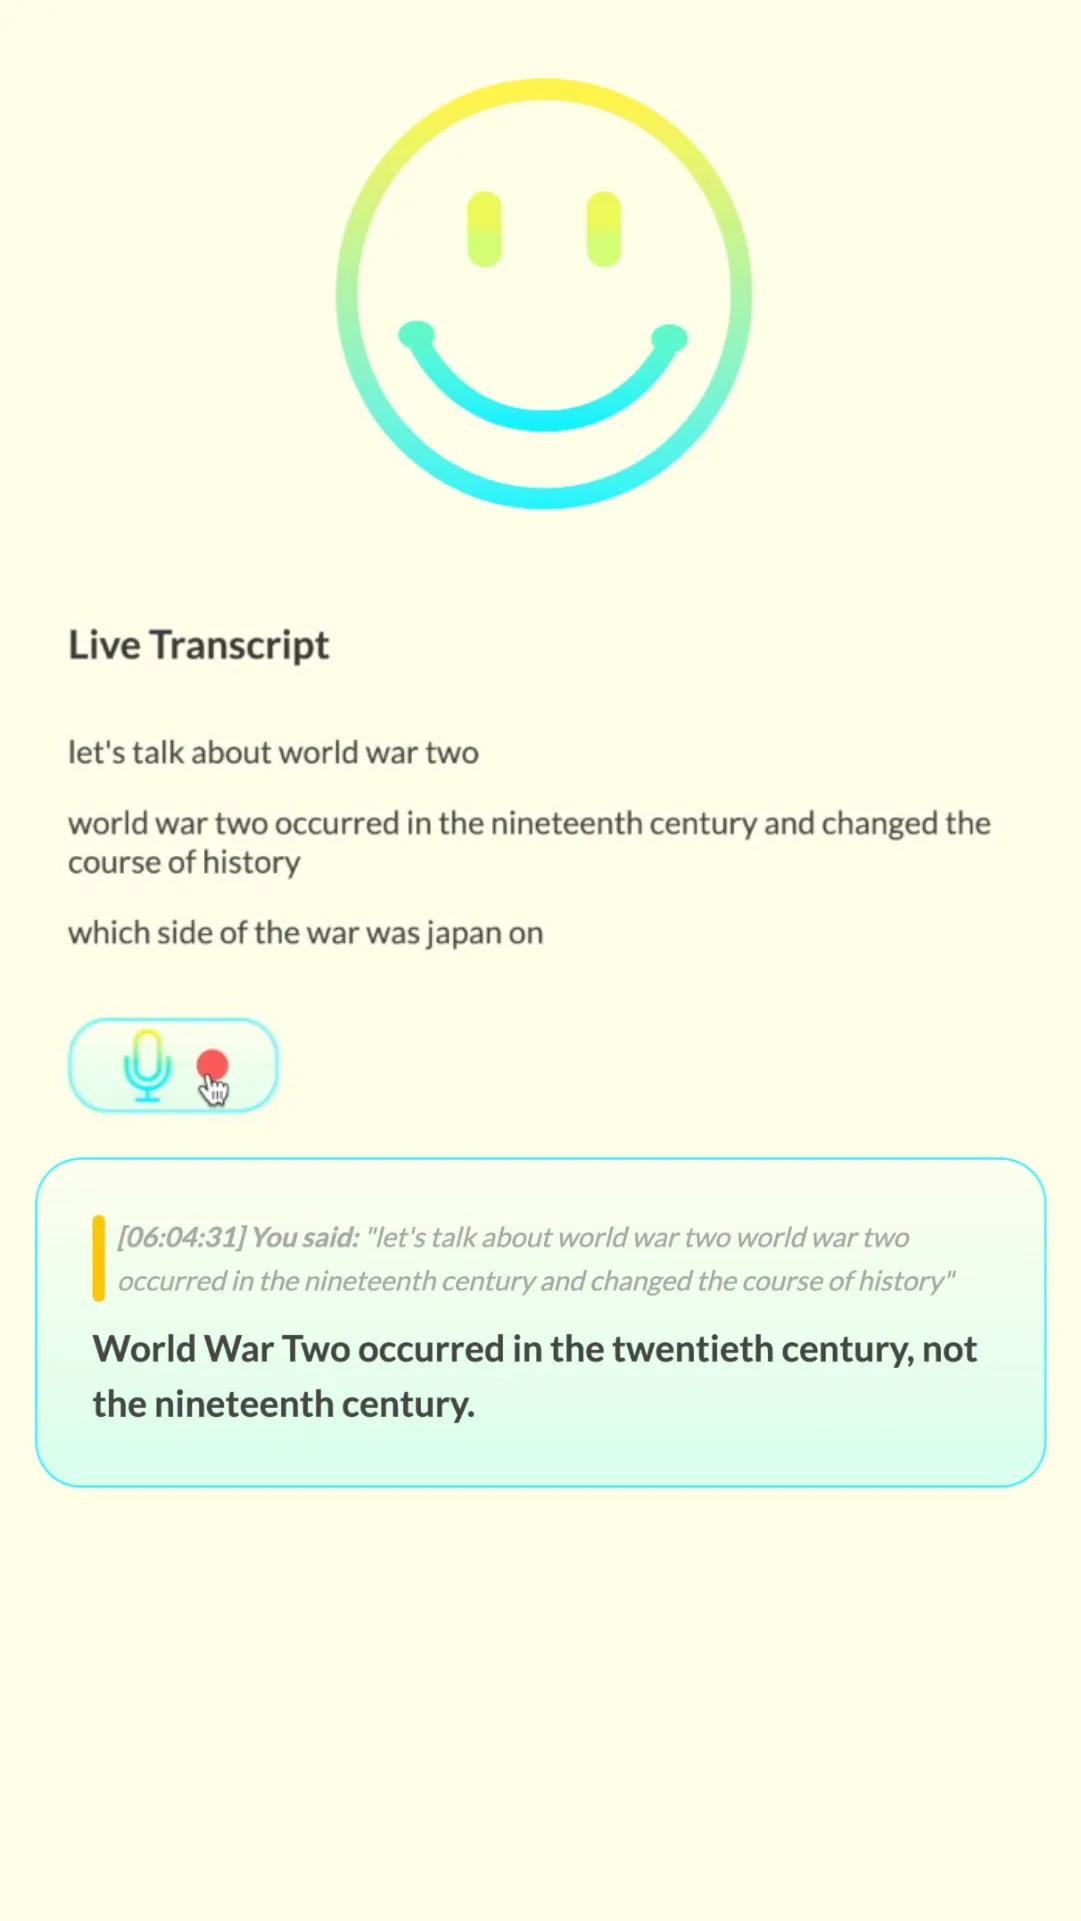 Live Transcript
let's talk about world war two
world war two occurred in the nineteenth century and changed the
course of history
which side of the war was japan on
[06:04:31] You said: "let's talk about world war two world war two
occurred in the nineteenth century and changed the course of history"
World War Two occurred in the twentieth century, not
the nineteenth century.